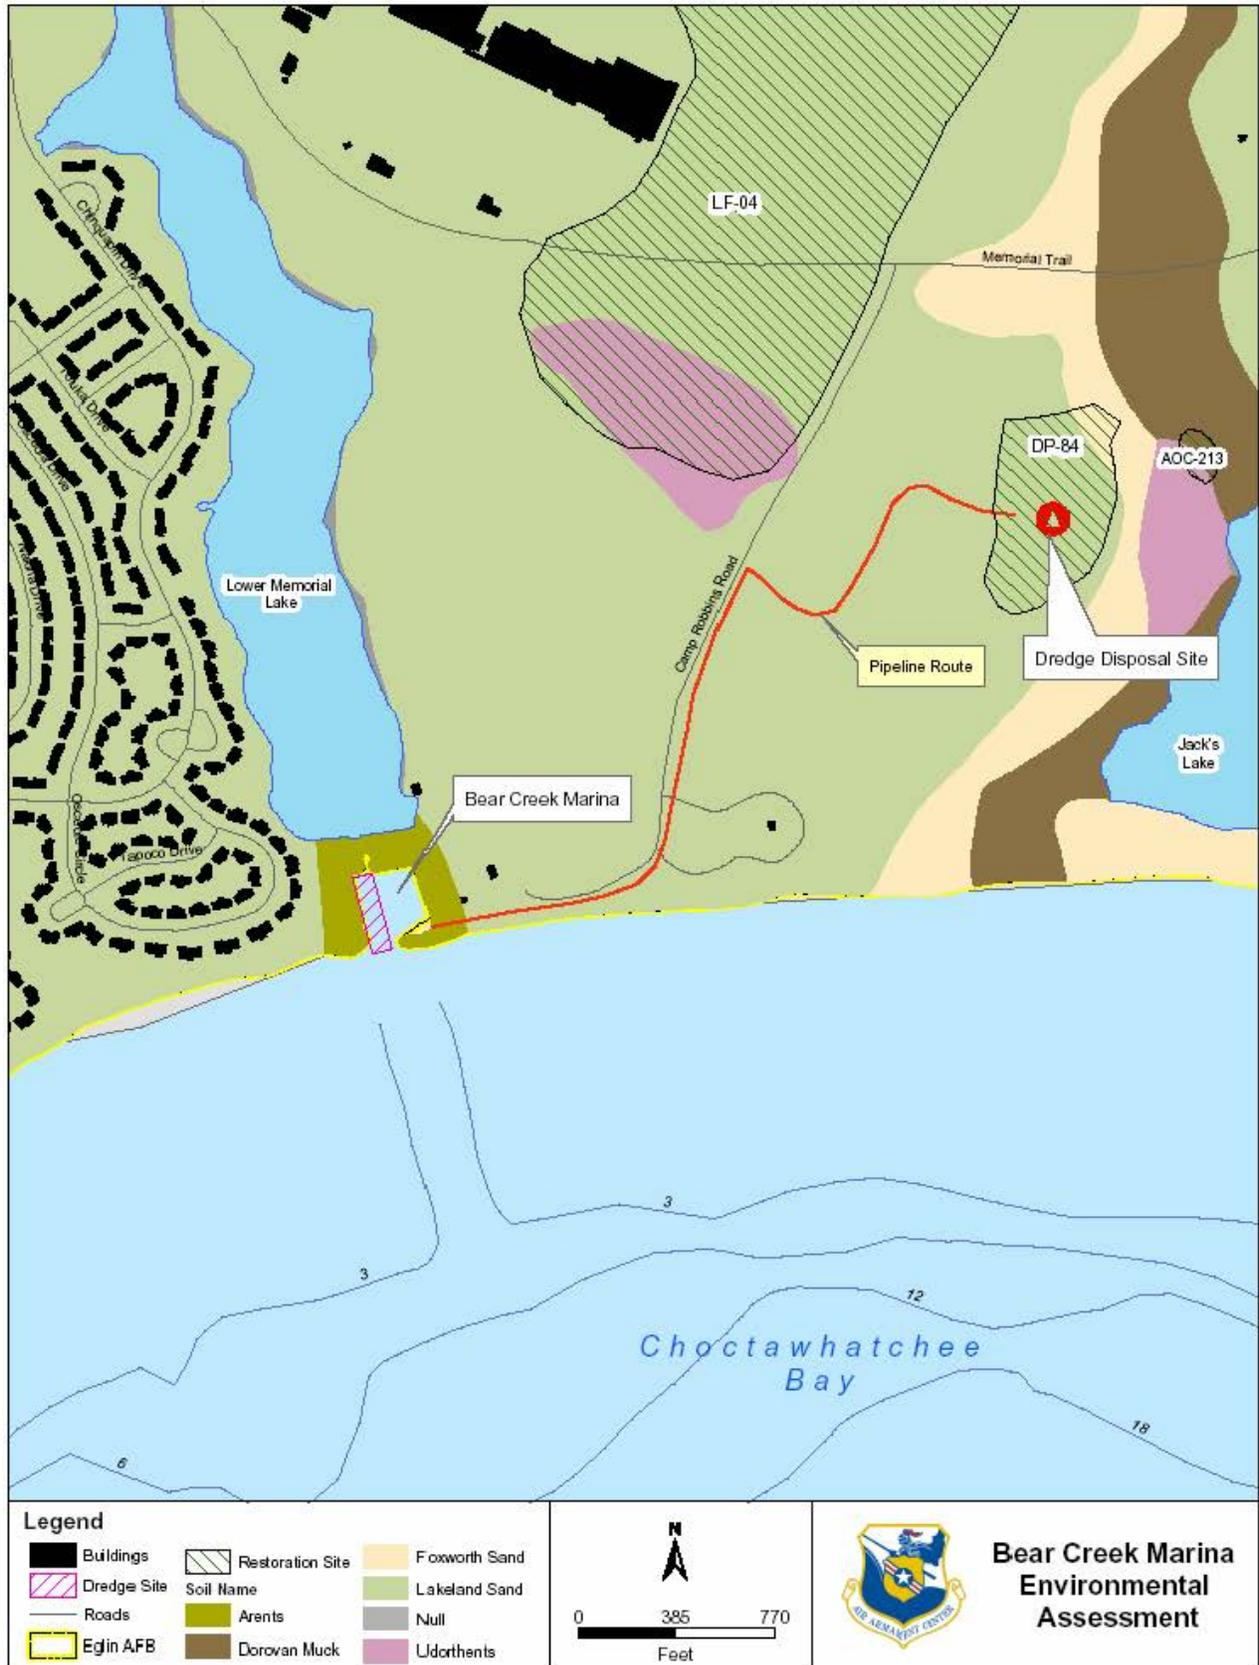 LF-04
Memorial Trail
Chinquapin Drive
DP-84
AOC-213
Osceola Drive
Lower Memorial
Lake
Camp Robbins Road
Pipeline Route
Dredge Disposal Site
Jack's
Lake
Bear Creek Marina
Tapoco Drive
3
3
12
Choctawhatchee
Bay
18
6
Legend
Buildings
Dredge Site
Roads
Eglin AFB
Restoration Site
Soil Name
Arents
Dorovan Muck
Foxworth Sand
Lakeland Sand
Null
Udorthents
N
0 385 770
Feet
AIR ARMAMENT CENTER
Bear Creek Marina
Environmental
Assessment